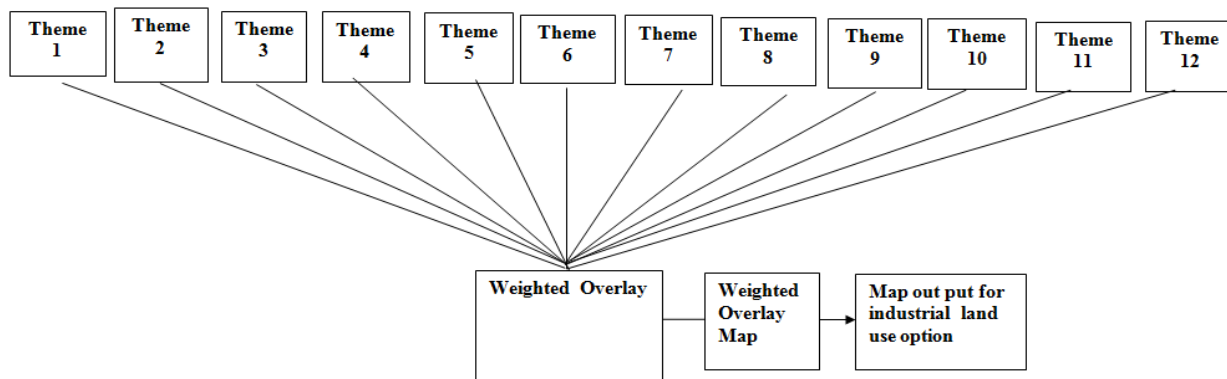 Theme
1
Theme
2
Theme
3
Theme
4
Theme
5
Theme
6
Theme
7
Theme
8
Theme
9
Theme
10
Theme
11
Theme
12
Weighted Overlay
Weighted
Overlay
Map
Map out put for
industrial land
use option